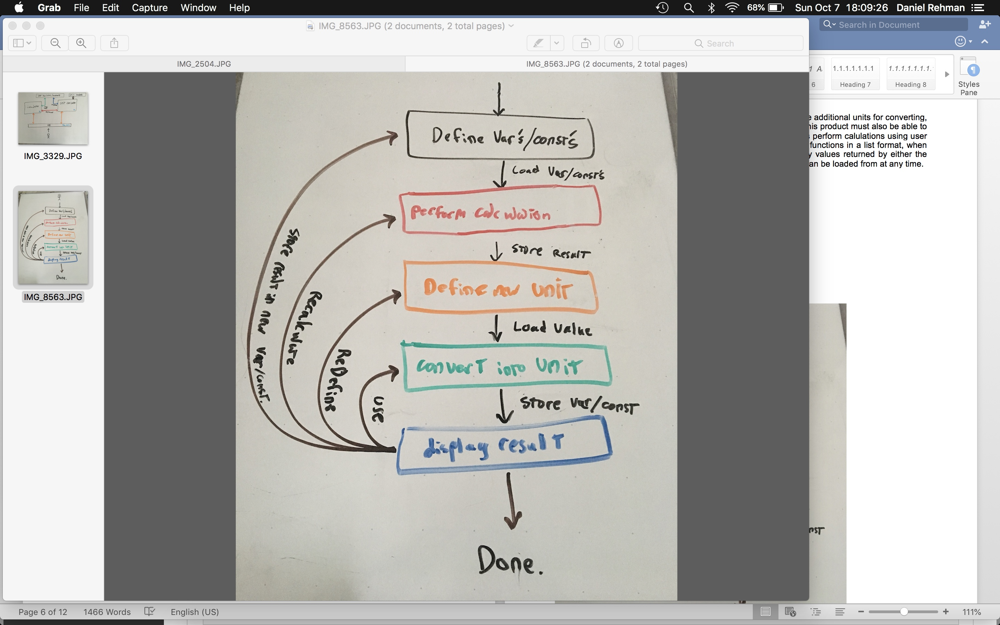 Grab File Edit Capture Window Help 68% Sun Oct 7 18:09:26 Daniel Rehman
IMG_8563.JPG (2 documents, 2 total pages)
Search in Document
Search
IMG_2504.JPG
IMG_8563.JPG (2 documents, 2 total pages)
1.1.1.1.1.1.1
1.1.1.1.1.1.1.
6
Heading 7
Heading 8
Styles
Pane
IMG_3329.JPG
IMG_8563.JPG
Define Var's/const's
Load Var/const's
perform calculation
Store Result
Define new Unit
Load Value
convert into Unit
Store Var/const
display result
Done.
Store result in new Var/const.
Recalculate
ReDefine
use
additional units for converting,
his product must also be able to
perform calulations using user
functions in a list format, when
y values returned by either the
an be loaded from at any time.
Page 6 of 12 1466 Words English (US) 111%